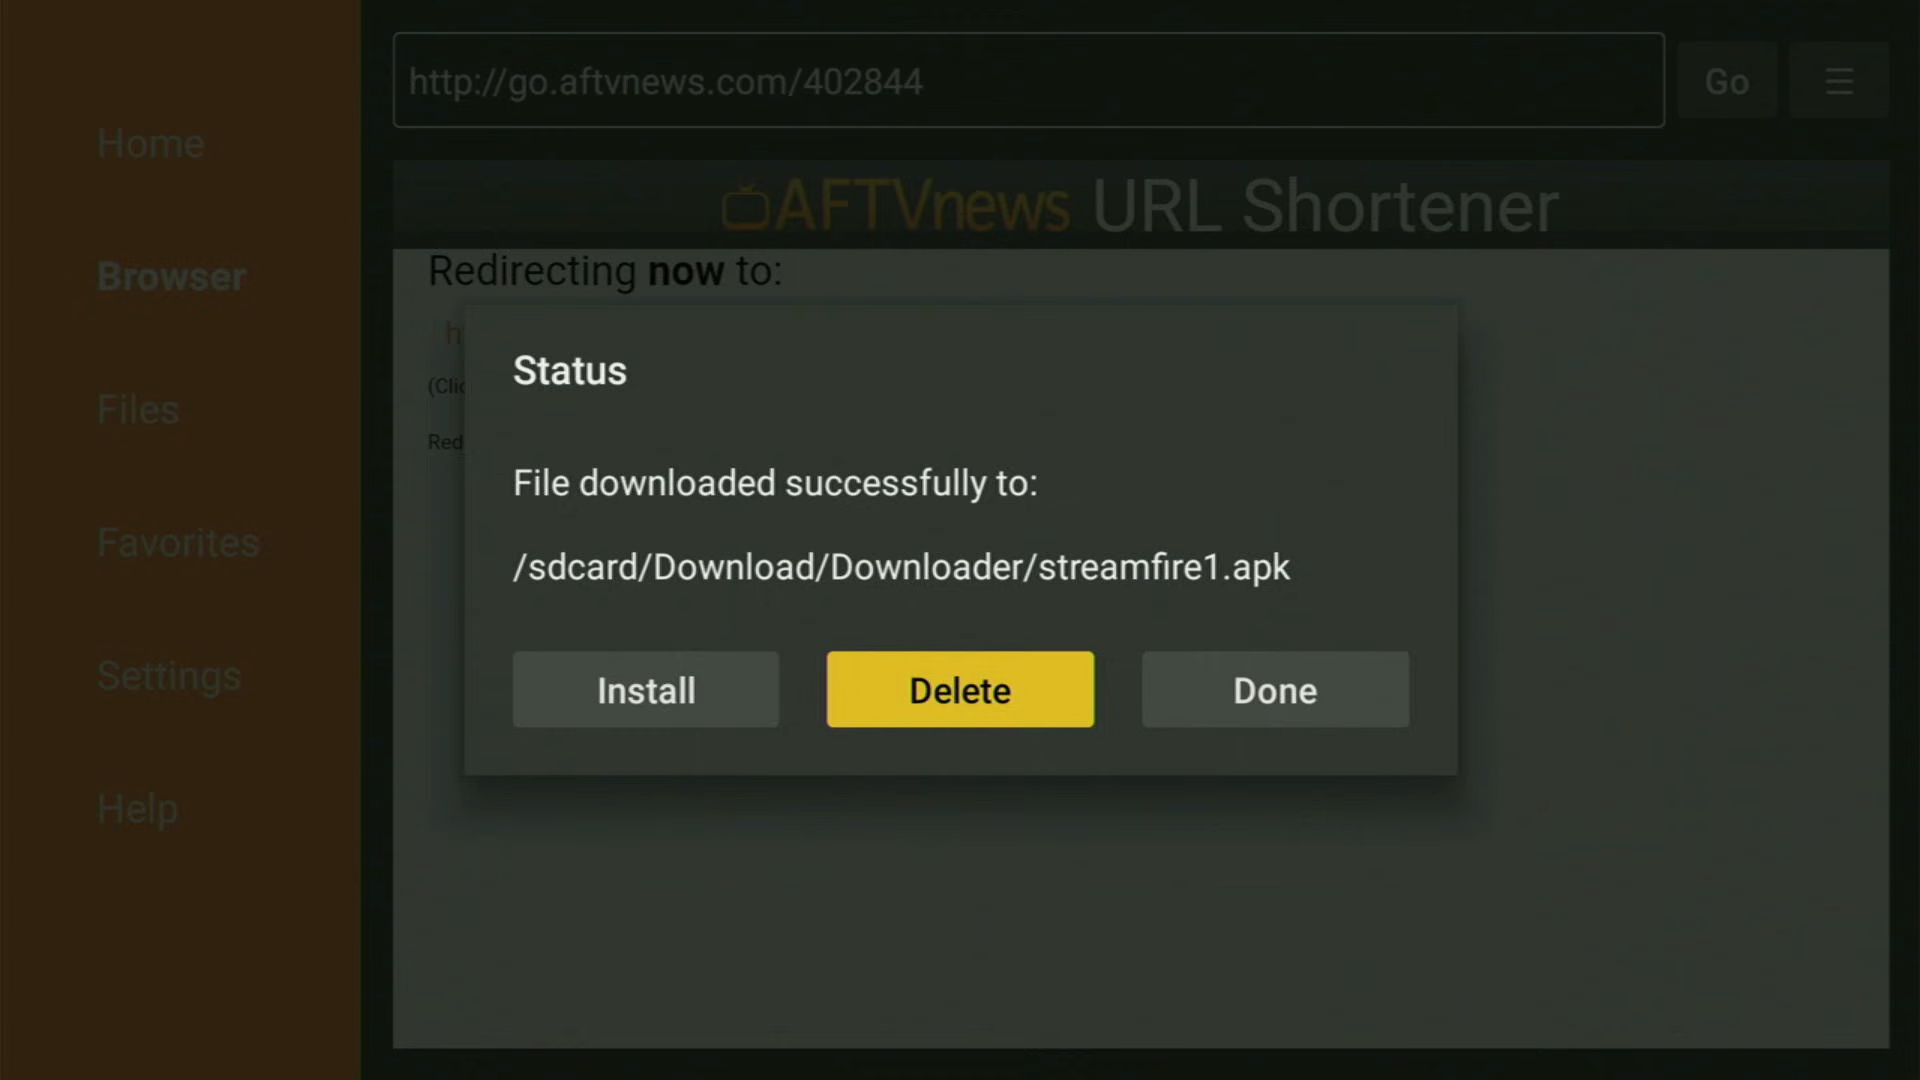 http://go.aftvnews.com/402844
Go
Home
AFTVnews URL Shortener
Browser
Redirecting now to:
Status
Files
File downloaded successfully to:
Favorites
/sdcard/Download/Downloader/streamfire1.apk
Settings
Install
Delete
Done
Help